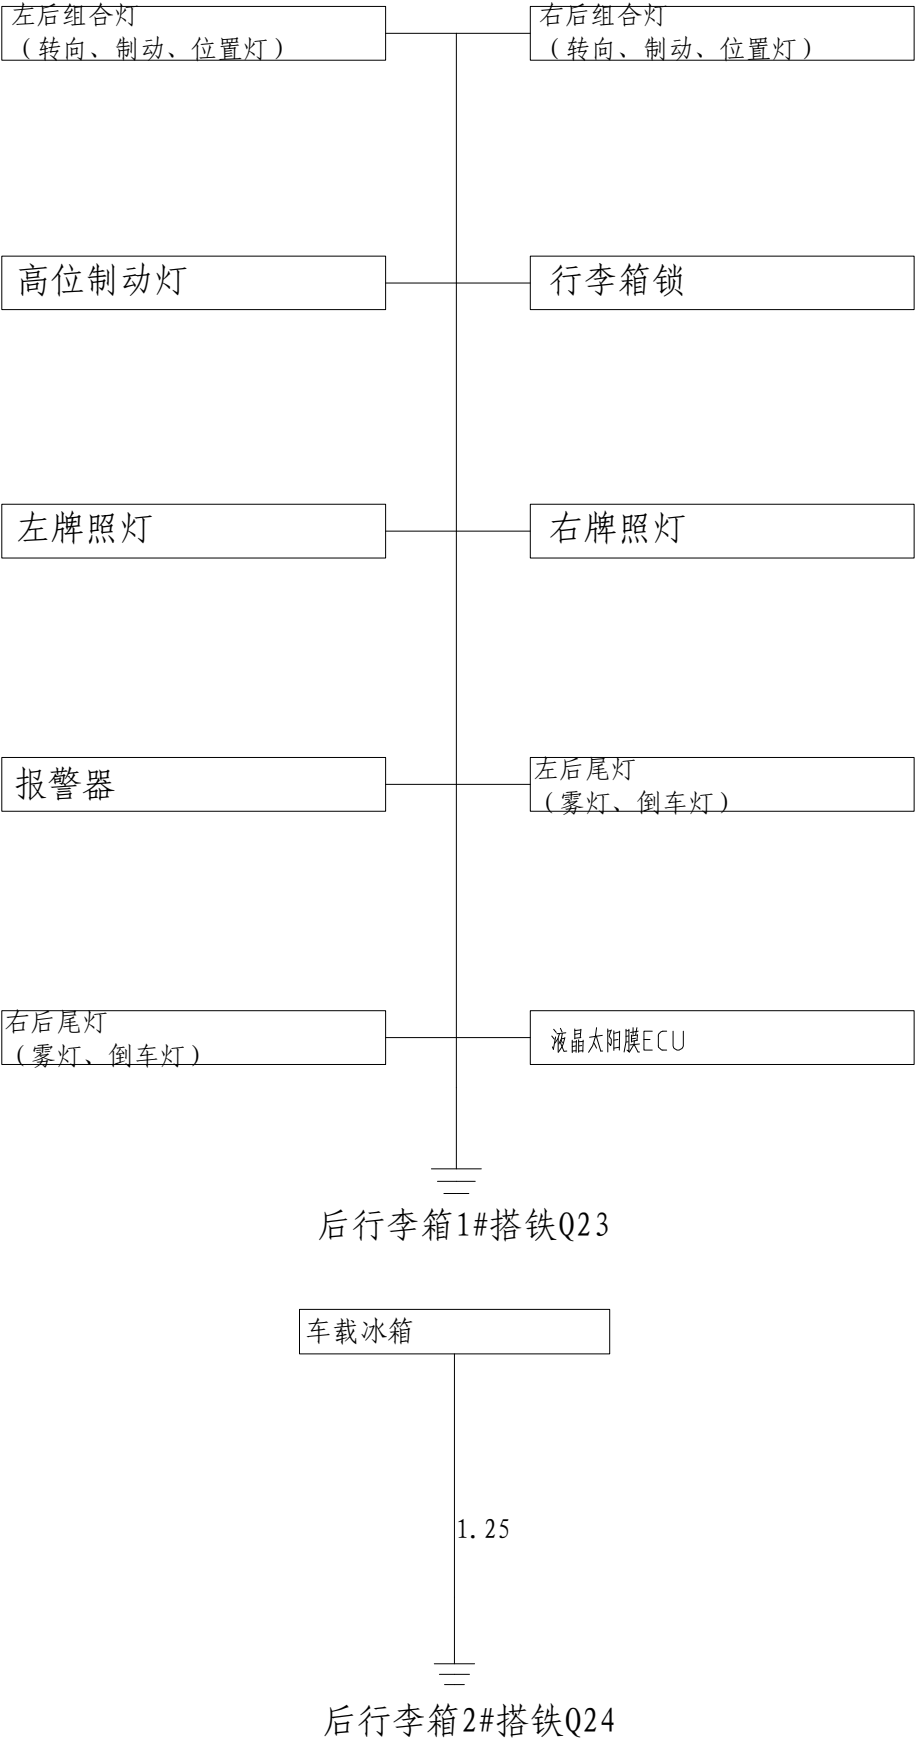 左后组合灯
（转向、制动、位置灯）
右后组合灯
（转向、制动、位置灯）
高位制动灯
行李箱锁
左牌照灯
右牌照灯
报警器
左后尾灯
（雾灯、倒车灯）
右后尾灯
（雾灯、倒车灯）
液晶太阳膜ECU
后行李箱1#搭铁Q23
车载冰箱
1.25
后行李箱2#搭铁Q24